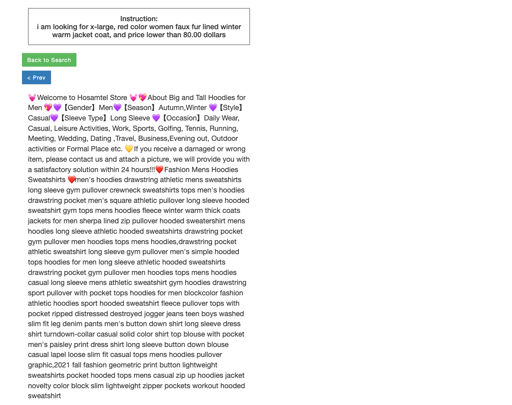 Instruction:
i am looking for x-large, red color women faux fur lined winter
warm jacket coat, and price lower than 80.00 dollars
Back to Search
< Prev
💓Welcome to Hosamtel Store 💓💖About Big and Tall Hoodies for
Men 💖💜【Gender】Men💜【Season】Autumn,Winter 💜【Style】
Casual💜【Sleeve Type】Long Sleeve 💜【Occasion】Daily Wear,
Casual, Leisure Activities, Work, Sports, Golfing, Tennis, Running,
Meeting, Wedding, Dating ,Travel, Business,Evening out, Outdoor
activities or Formal Place etc. 💛If you receive a damaged or wrong
item, please contact us and attach a picture, we will provide you with
a satisfactory solution within 24 hours!!!❤️Fashion Mens Hoodies
Sweatshirts ❤️men's hoodies drawstring athletic mens sweatshirts
long sleeve gym pullover crewneck sweatshirts tops men's hoodies
drawstring pocket men's square athletic pullover long sleeve hooded
sweatshirt gym tops mens hoodies fleece winter warm thick coats
jackets for men sherpa lined zip pullover hooded sweatershirt mens
hoodies long sleeve athletic hooded sweatshirts drawstring pocket
gym pullover men hoodies tops mens hoodies,drawstring pocket
athletic sweatshirt long sleeve gym pullover men's simple hooded
tops hoodies for men long sleeve athletic hooded sweatshirts
drawstring pocket gym pullover men hoodies tops mens hoodies
casual long sleeve mens athletic sweatshirt gym hoodies drawstring
sport pullover with pocket tops hoodies for men blockcolor fashion
athletic hoodies sport hooded sweatshirt fleece pullover tops with
pocket ripped distressed destroyed jogger jeans teen boys washed
slim fit leg denim pants men's button down shirt long sleeve dress
shirt turndown-collar casual solid color shirt top blouse with pocket
men's paisley print dress shirt long sleeve button down blouse
casual lapel loose slim fit casual tops mens hoodies pullover
graphic,2021 fall fashion geometric print button lightweight
sweatshirts pocket hooded tops mens casual zip up hoodies jacket
novelty color block slim lightweight zipper pockets workout hooded
sweatshirt